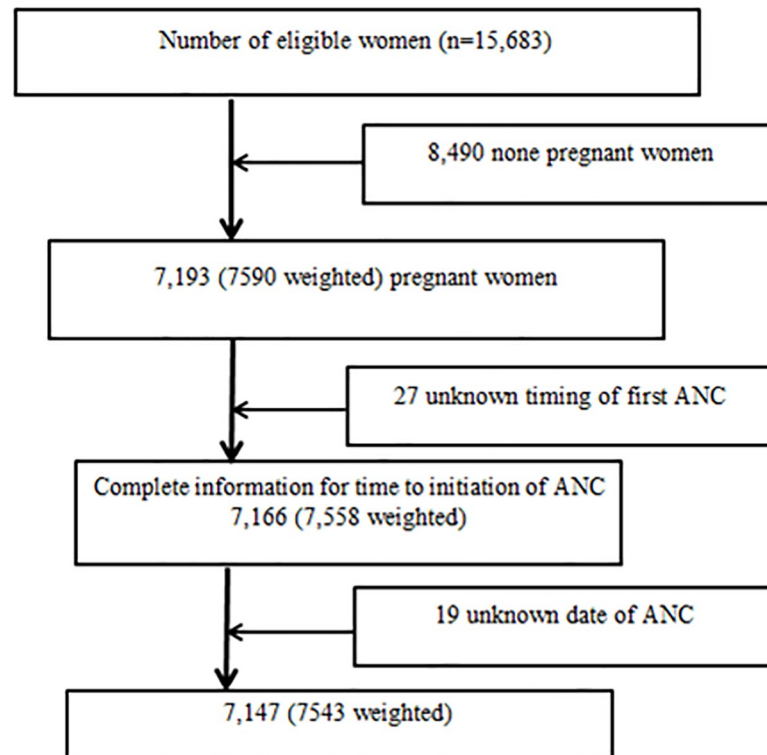 Number of eligible women (n=15,683)
8,490 none pregnant women
7,193 (7590 weighted) pregnant women
27 unknown timing of first ANC
Complete information for time to initiation of ANC
7,166 (7,558 weighted)
19 unknown date of ANC
7,147 (7543 weighted)